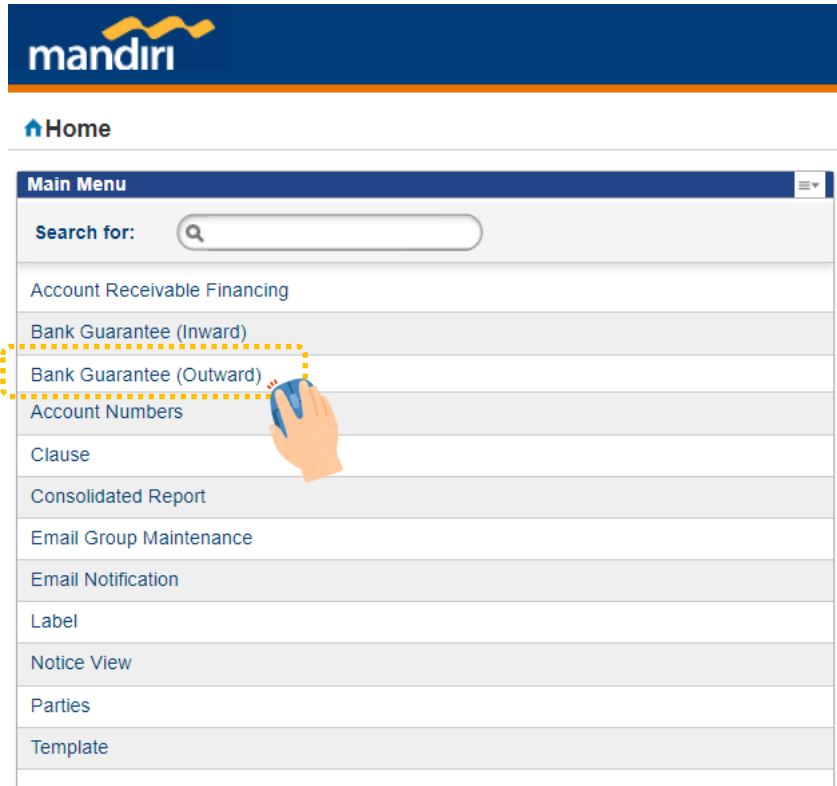 mandiri
Home
Main Menu
Search for:
Account Receivable Financing
Bank Guarantee (Inward)
Bank Guarantee (Outward)
Account Numbers
Clause
Consolidated Report
Email Group Maintenance
Email Notification
Label
Notice View
Parties
Template